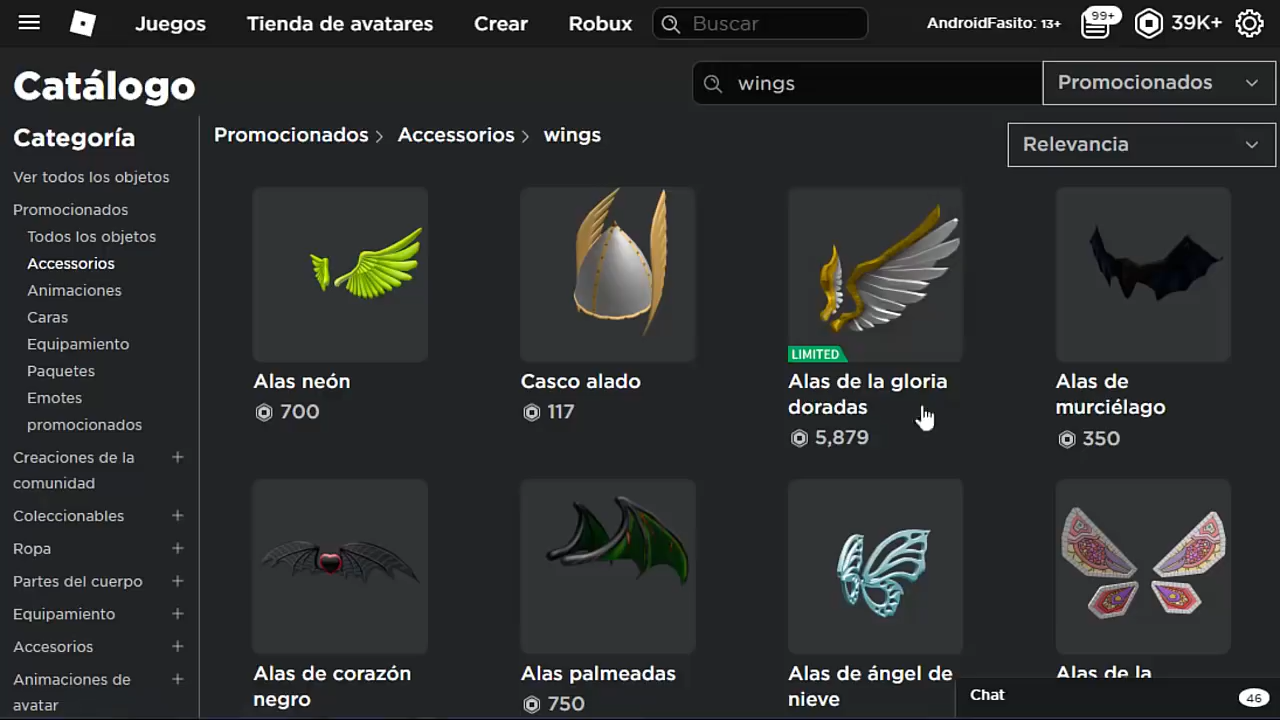 Juegos
Tienda de avatares
Crear
Robux
Buscar
AndroidFasito: 13+
99+
39K+
Catálogo
wings
Promocionados
Categoría
Promocionados > Accessorios > wings
Relevancia
Ver todos los objetos
Promocionados
Todos los objetos
Accessorios
Animaciones
Caras
Equipamiento
Paquetes
Emotes
promocionados
Creaciones de la +
comunidad
Coleccionables +
Ropa +
Partes del cuerpo +
Equipamiento +
Accesorios +
Animaciones de +
avatar
Alas neón
700
Casco alado
117
LIMITED
Alas de la gloria
doradas
5,879
Alas de
murciélago
350
Alas de corazón
negro
Alas palmeadas
750
Alas de ángel de
nieve
Alas de la
Chat
46